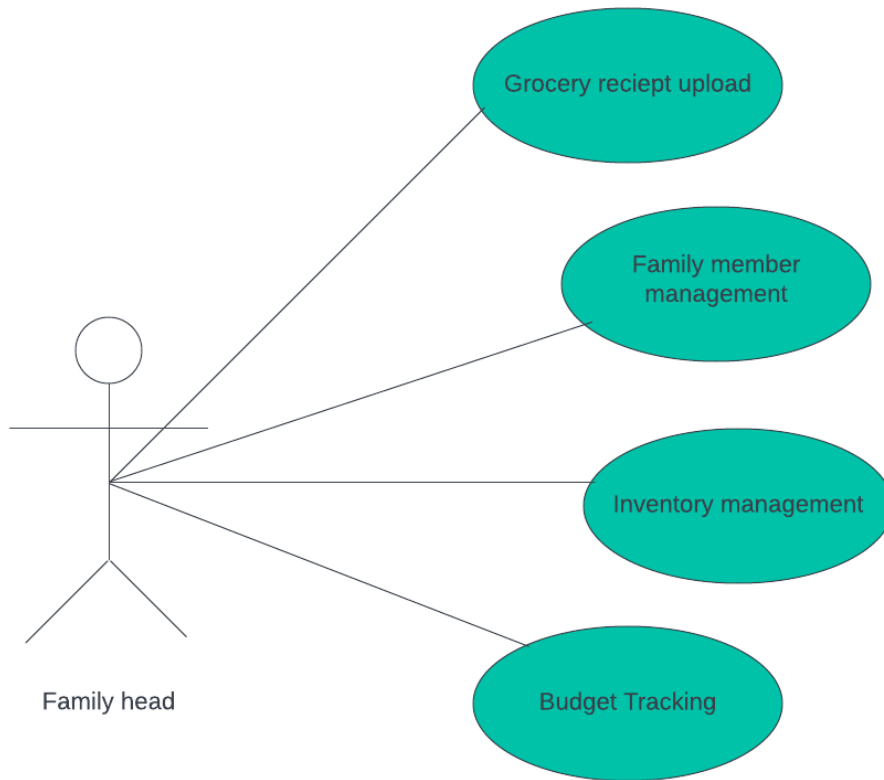 Grocery reciept upload
Family member
management
Inventory management
Budget Tracking
Family head